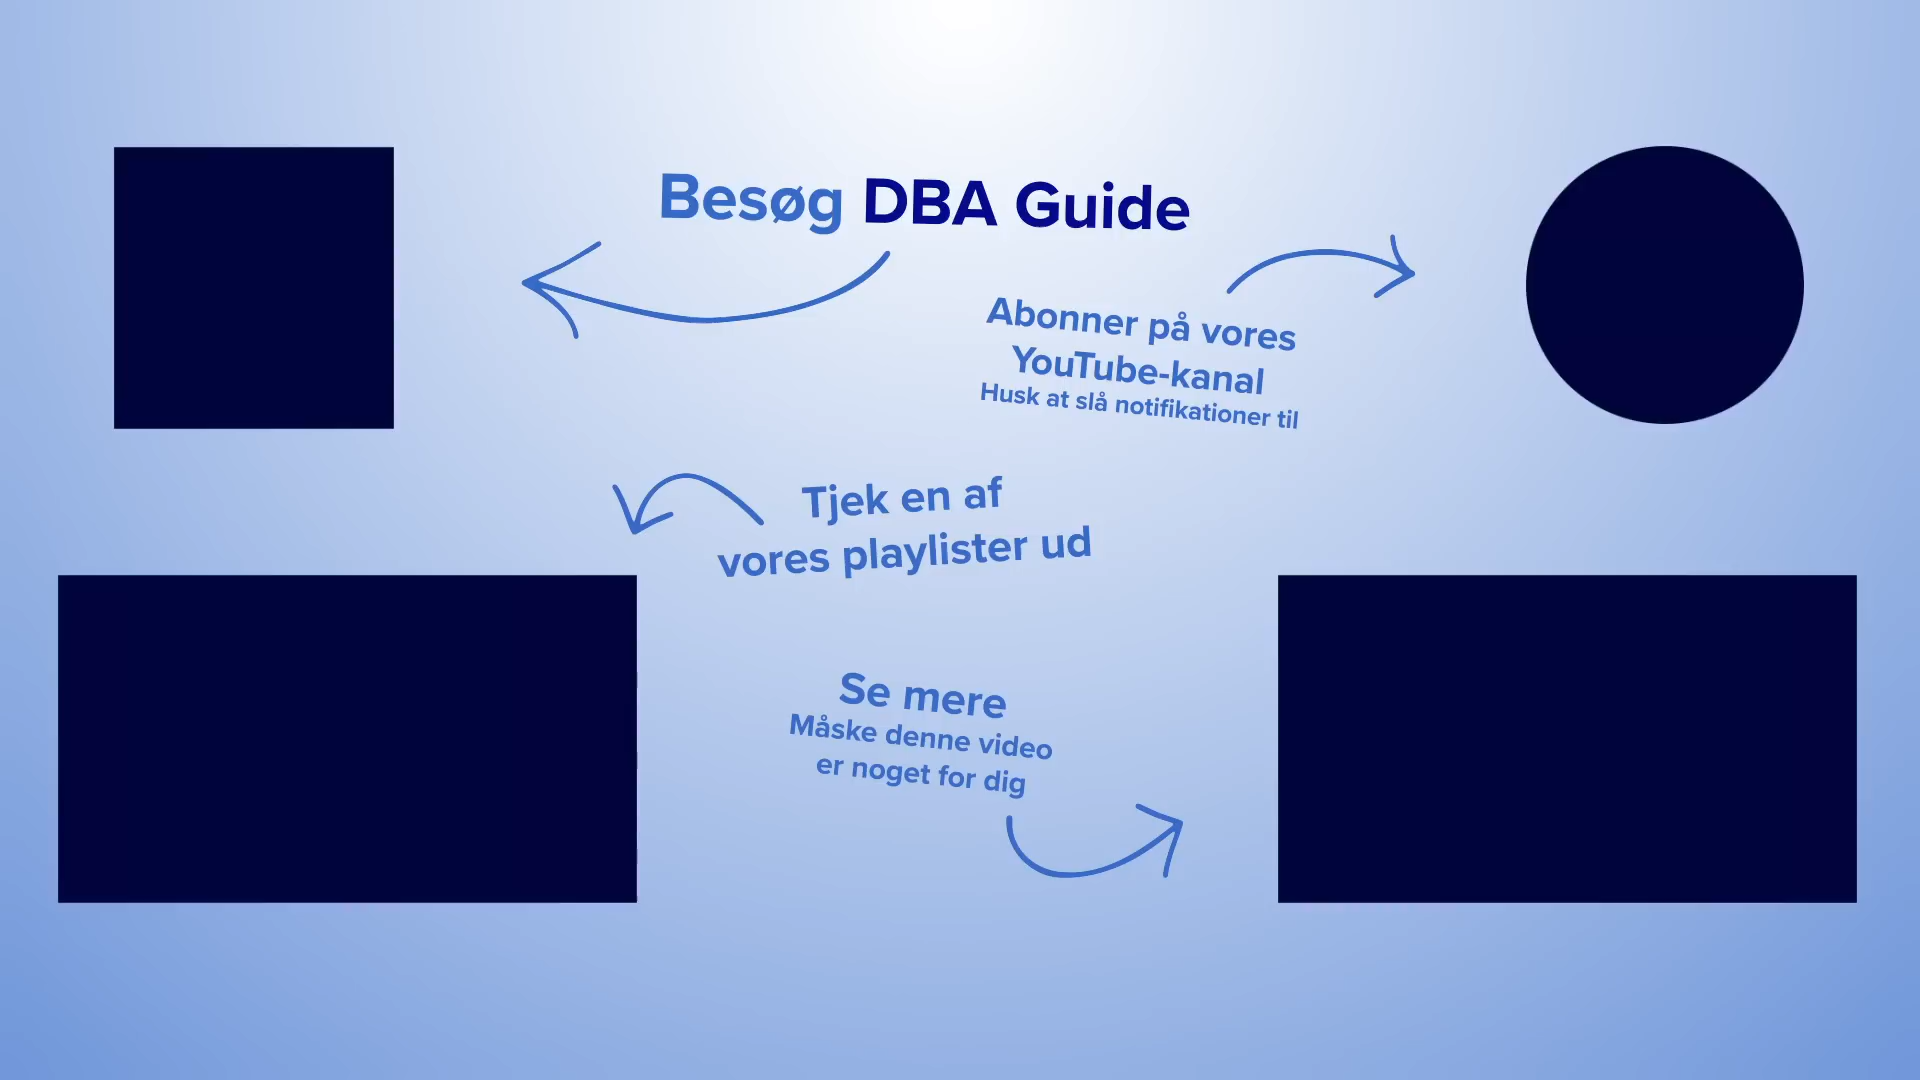 Besøg DBA Guide
Abonner på vores
YouTube-kanal
Husk at slå notifikationer til
Tjek en af
vores playlister ud
Se mere
Måske denne video
er noget for dig